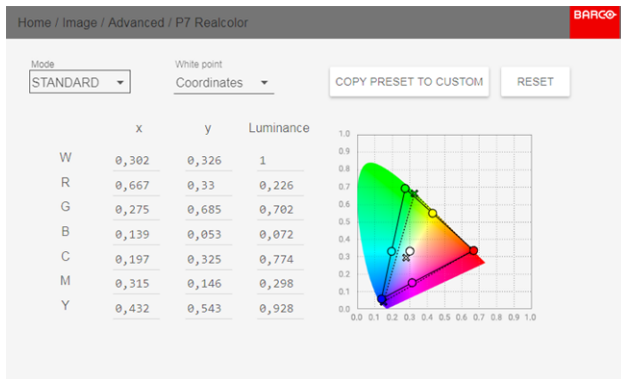 Home / Image / Advanced / P7 Realcolor
BARCO
Mode
STANDARD
White point
Coordinates
COPY PRESET TO CUSTOM
RESET
x y Luminance
W 0,302 0,326 1
R 0,667 0,33 0,226
G 0,275 0,685 0,702
B 0,139 0,053 0,072
C 0,197 0,325 0,774
M 0,315 0,146 0,298
Y 0,432 0,543 0,928
1.0
0.9
0.8
0.7
0.6
0.5
0.4
0.3
0.2
0.1
0.0
0.0 0.1 0.2 0.3 0.4 0.5 0.6 0.7 0.8 0.9 1.0